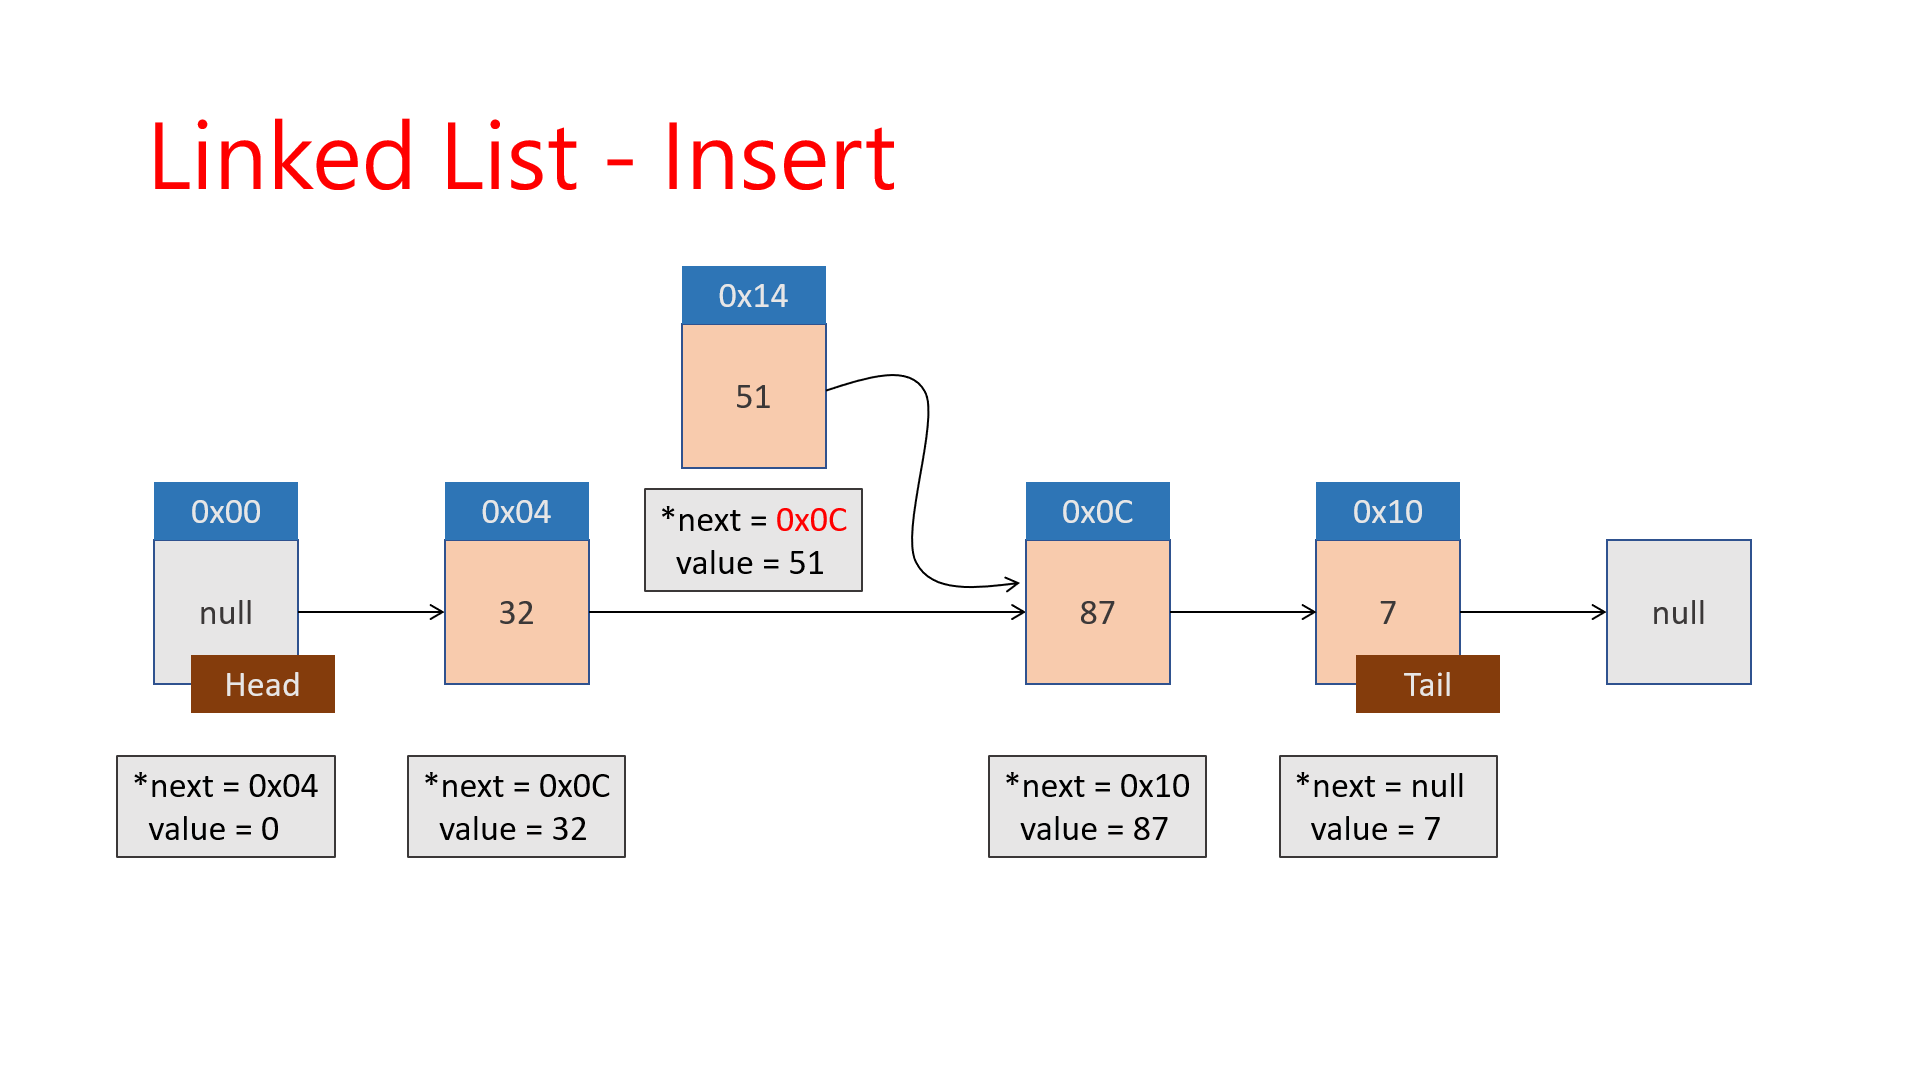 Linked List - Insert
0x14
51
*next = 0x0C
value = 51
0x00
null
Head
*next = 0x04
value = 0
0x04
32
*next = 0x0C
value = 32
0x0C
87
*next = 0x10
value = 87
0x10
7
Tail
*next = null
value = 7
null